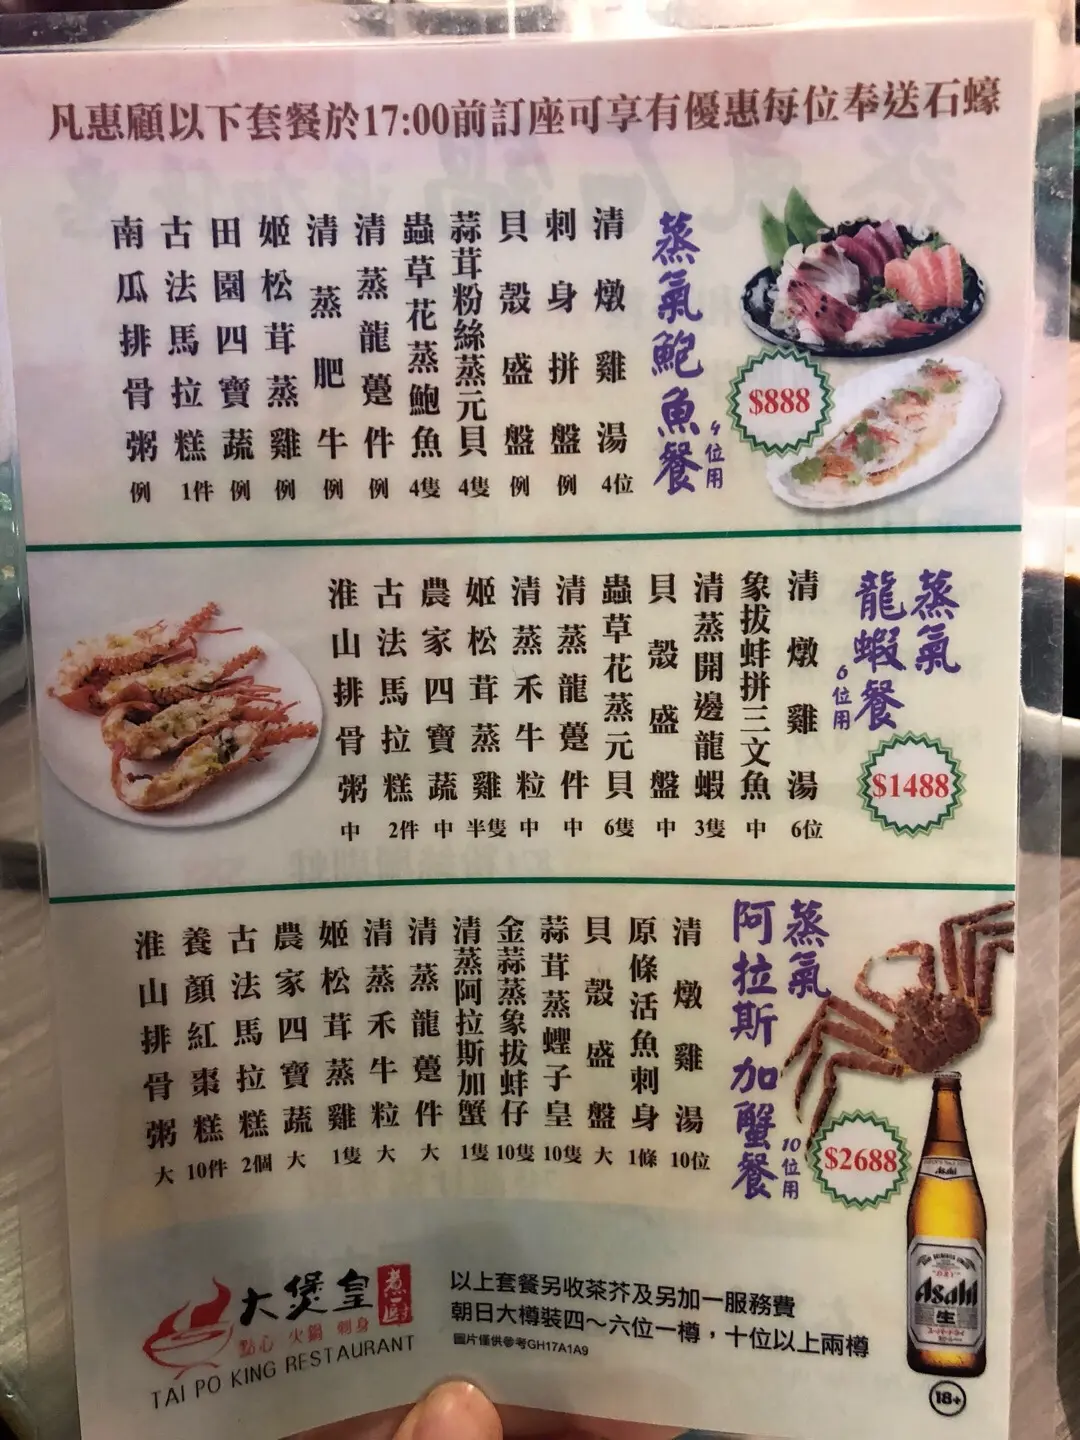 凡惠顧以下套餐於17:00前訂座可享有優惠每位奉送石蠔
蒸氣鮑魚餐
4位用
$888
清燉雞湯 4位
刺身拼盤 例
貝殼盛盤 例
蒜茸粉絲蒸元貝 4隻
蟲草花蒸鮑魚 4隻
清蒸龍躉件 例
清蒸肥牛 例
姬松茸蒸雞 例
田園四寶蔬 例
古法馬拉糕 1件
南瓜排骨粥 例
蒸氣龍蝦餐
6位用
$1488
清燉雞湯 6位
象拔蚌拼三文魚 中
清蒸開邊龍蝦 3隻
貝殼盛盤 中
蟲草花蒸元貝 6隻
清蒸龍躉件 中
清蒸禾牛粒 中
姬松茸蒸雞 半隻
農家四寶蔬 中
古法馬拉糕 2件
淮山排骨粥 中
蒸氣阿拉斯加蟹餐
10位用
$2688
清燉雞湯 10位
原條活魚刺身 1條
貝殼盛盤 大
蒜茸蒸蟶子皇 10隻
金蒜蒸象拔蚌仔 10隻
清蒸阿拉斯加蟹 1隻
清蒸龍躉件 大
清蒸禾牛粒 大
姬松茸蒸雞 1隻
農家四寶蔬 大
古法馬拉糕 2個
養顏紅棗糕 10件
淮山排骨粥 大
大煲皇 煮一廚
點心 火鍋 刺身
TAI PO KING RESTAURANT
以上套餐另收茶芥及另加一服務費
朝日大樽裝四～六位一樽，十位以上兩樽
圖片僅供參考GH17A1A9
Asahi
Asahi
生
スーパードライ
18+